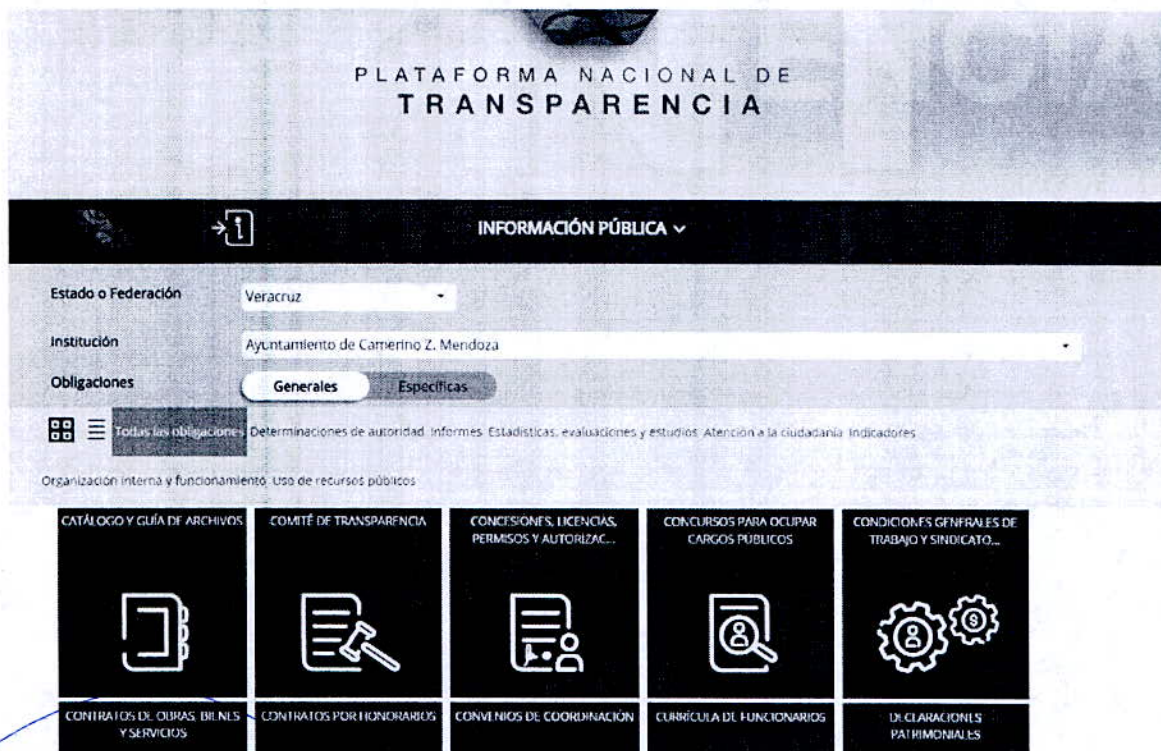 PLATAFORMA NACIONAL DE
TRANSPARENCIA
INFORMACIÓN PÚBLICA
Estado o Federación
Veracruz
Institución
Ayuntamiento de Camerino Z. Mendoza
Obligaciones
Generales
Específicas
Todas las obligaciones Determinaciones de autoridad Informes Estadísticas, evaluaciones y estudios Atención a la ciudadanía Indicadores
Organización interna y funcionamiento Uso de recursos públicos
CATÁLOGO Y GUÍA DE ARCHIVOS
COMITÉ DE TRANSPARENCIA
CONCESIONES, LICENCIAS,
PERMISOS Y AUTORIZAC...
CONCURSOS PARA OCUPAR
CARGOS PÚBLICOS
CONDICIONES GENERALES DE
TRABAJO Y SINDICATO...
CONTRATOS DE OBRAS, BIENES
Y SERVICIOS
CONTRATOS POR HONORARIOS
CONVENIOS DE COORDINACIÓN
CURRÍCULA DE FUNCIONARIOS
DECLARACIONES
PATRIMONIALES